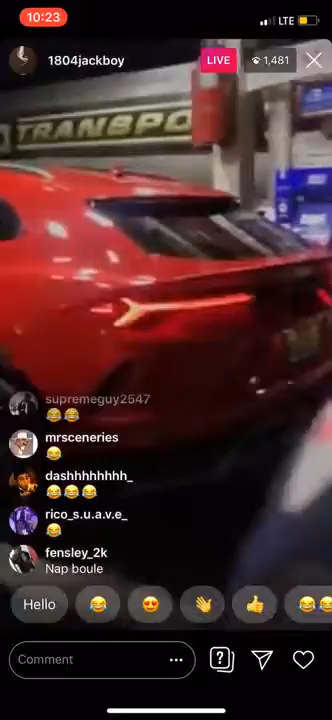 10:23
LTE
1804jackboy
LIVE
1,481
TRANSPO
supremeguy2547
😂😂
mrsceneries
😂
dashhhhhhhh_
😂😂😂
rico_s.u.a.v.e_
😂
fensley_2k
Nap boule
Hello
😂
😍
👋
👍
😂😂
Comment